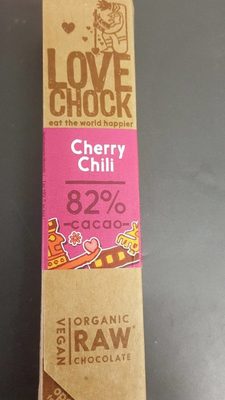 LOVE
CHOCK
eat the world happier
Cherry
Chili
82%
-cacao-
VEGAN
ORGANIC
RAW*
CHOCOLATE